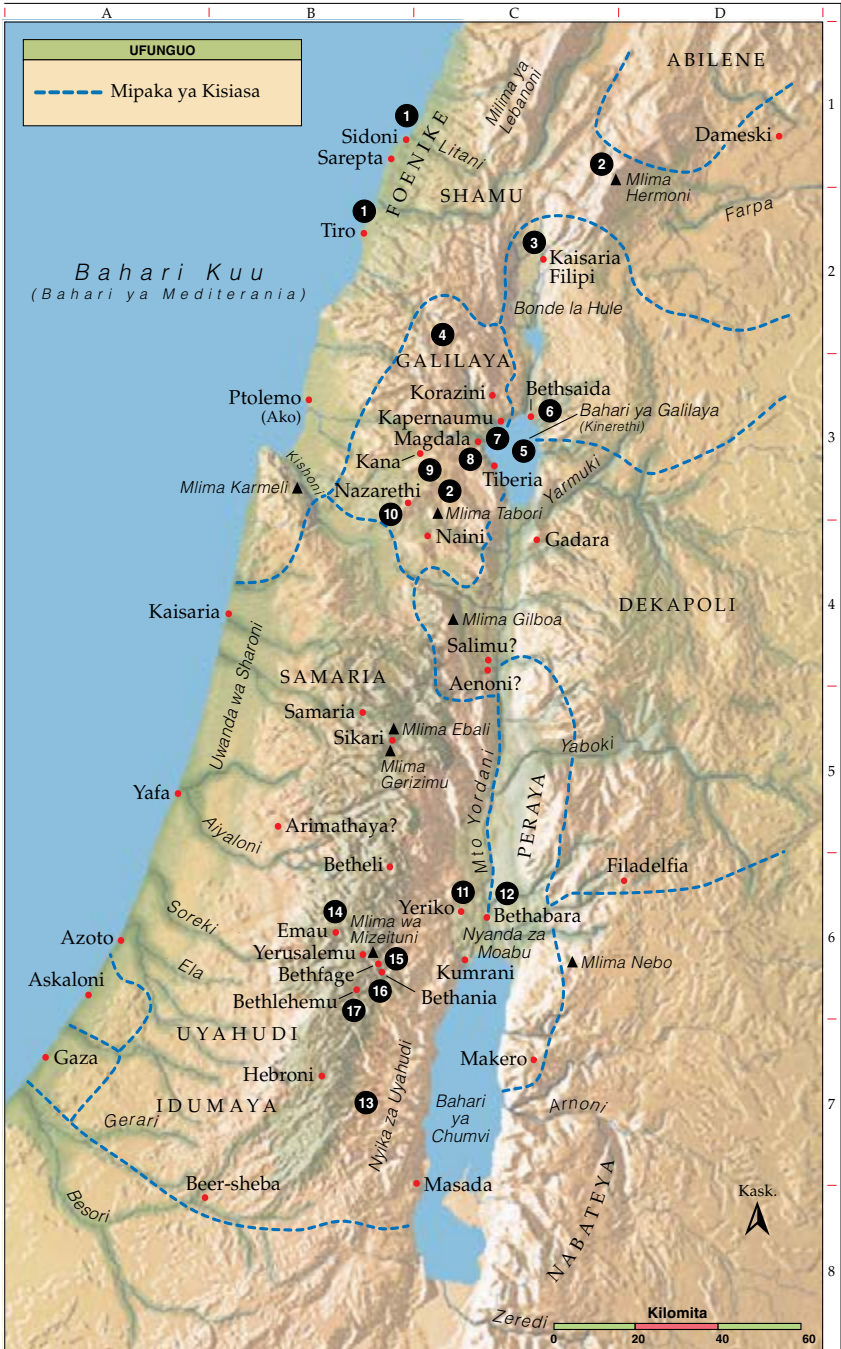 A
B
C
D
UFUNGUO
Mipaka ya Kisiasa
1
2
3
4
5
6
7
8
ABILENE
Milima ya
Lebanoni
1
Sidoni
Sarepta
FOENIKE
Litani
Dameski
2
Mlima
Hermoni
SHAMU
Farpa
1
Tiro
3
Kaisaria
Filipi
Bahari Kuu
(Bahari ya Mediterania)
Bonde la Hule
4
GALILAYA
Korazini
Bethsaida
Ptolemo
(Ako)
Kapernaumu
6
Bahari ya Galilaya
(Kinerethi)
Magdala
7
5
Kana
8
9
Tiberia
Kishoni
Yarmuki
Mlima Karmeli
Nazarethi
2
10
Mlima Tabori
Naini
Gadara
Kaisaria
DEKAPOLI
Mlima Gilboa
Salimu?
Aenoni?
Uwanda wa Sharoni
SAMARIA
Samaria
Mlima Ebali
Sikari
Mlima
Gerizimu
Yaboki
Mto Yordani
PERAYA
Yafa
Aiyaloni
Arimathaya?
Betheli
Filadelfia
11
12
Yeriko
Bethabara
Soreki
14
Emau
Mlima wa
Mizeituni
Nyanda za
Moabu
Azoto
Yerusalemu
15
Mlima Nebo
Ela
Bethfage
Kumrani
Askaloni
Bethlehemu
16
Bethania
17
UYAHUDI
Gaza
Makero
Hebroni
IDUMAYA
13
Nyika za Uyahudi
Bahari
ya
Chumvi
Arnoni
Gerari
Beer-sheba
Masada
NABATEYA
Kask.
Besori
Zeredi
Kilomita
0 20 40 60